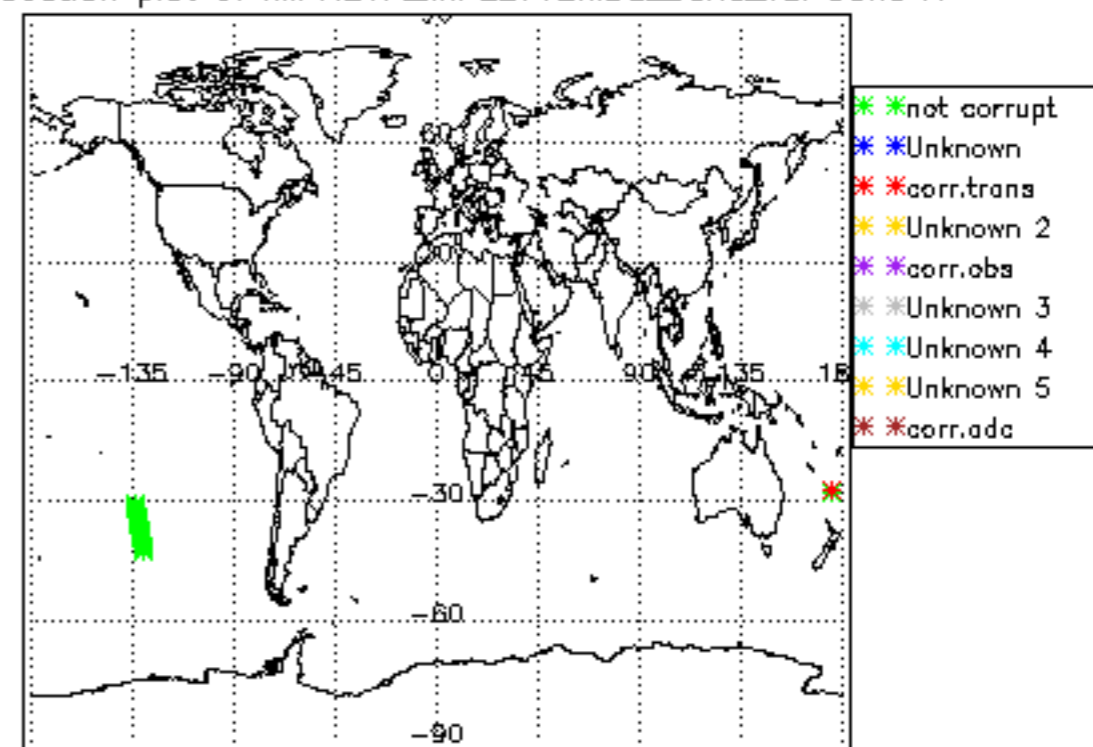 not corrupt
Unknown
corr.trans
Unknown 2
corr.obs
Unknown 3
Unknown 4
Unknown 5
corr.adc
60
-135 -90 45 0 45 90 135
-30
-60
-90